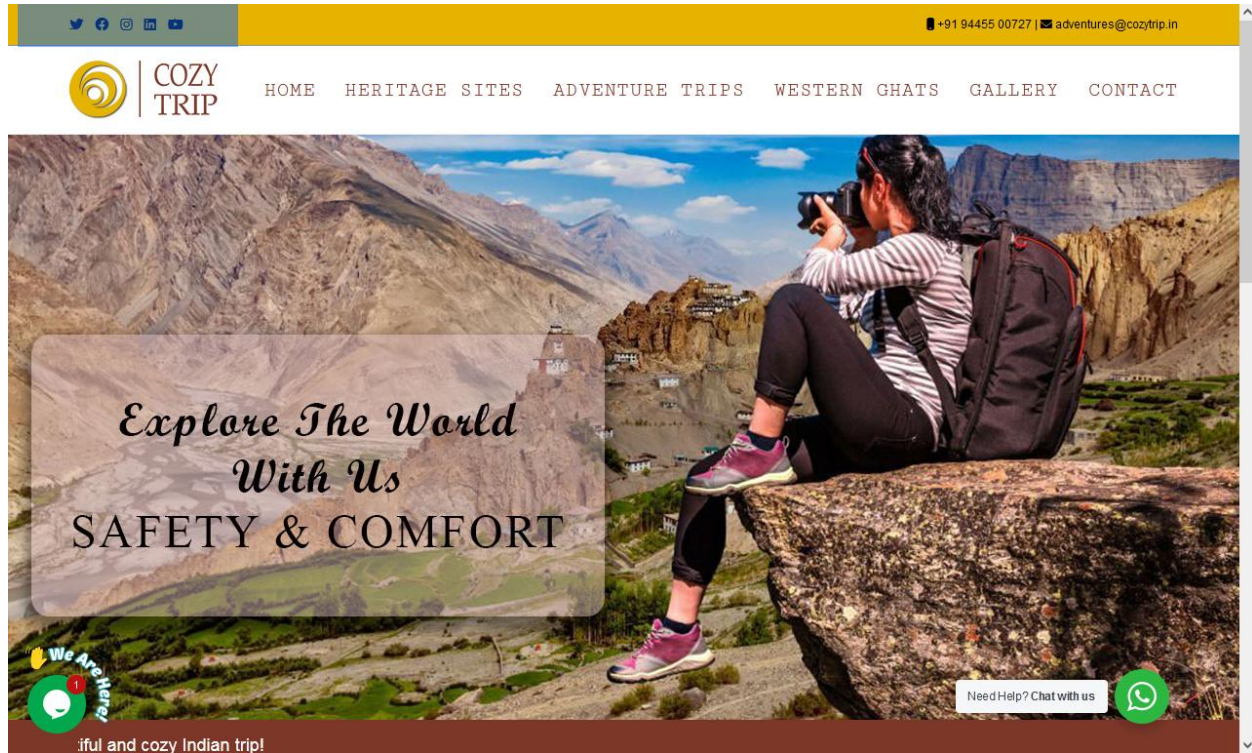 +91 94455 00727 | adventures@cozytrip.in
COZY
TRIP
HOME HERITAGE SITES ADVENTURE TRIPS WESTERN GHATS GALLERY CONTACT
Explore The World
With Us
SAFETY & COMFORT
We Are Here!
1
Need Help? Chat with us
tiful and cozy Indian trip!